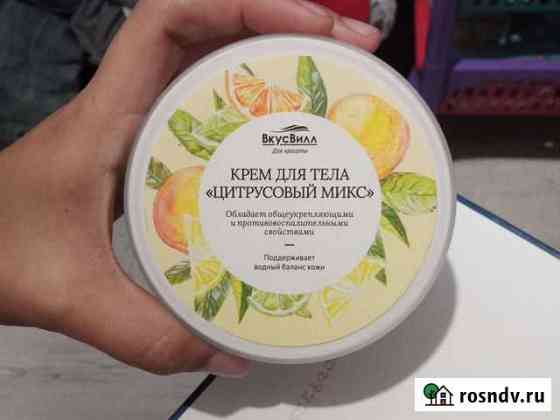 ВкусВилл
Для красоты
КРЕМ ДЛЯ ТЕЛА
«ЦИТРУСОВЫЙ МИКС»
Обладает общеукрепляющими
и противовоспалительными
свойствами
Поддерживает
водный баланс кожи
rosndv.ru